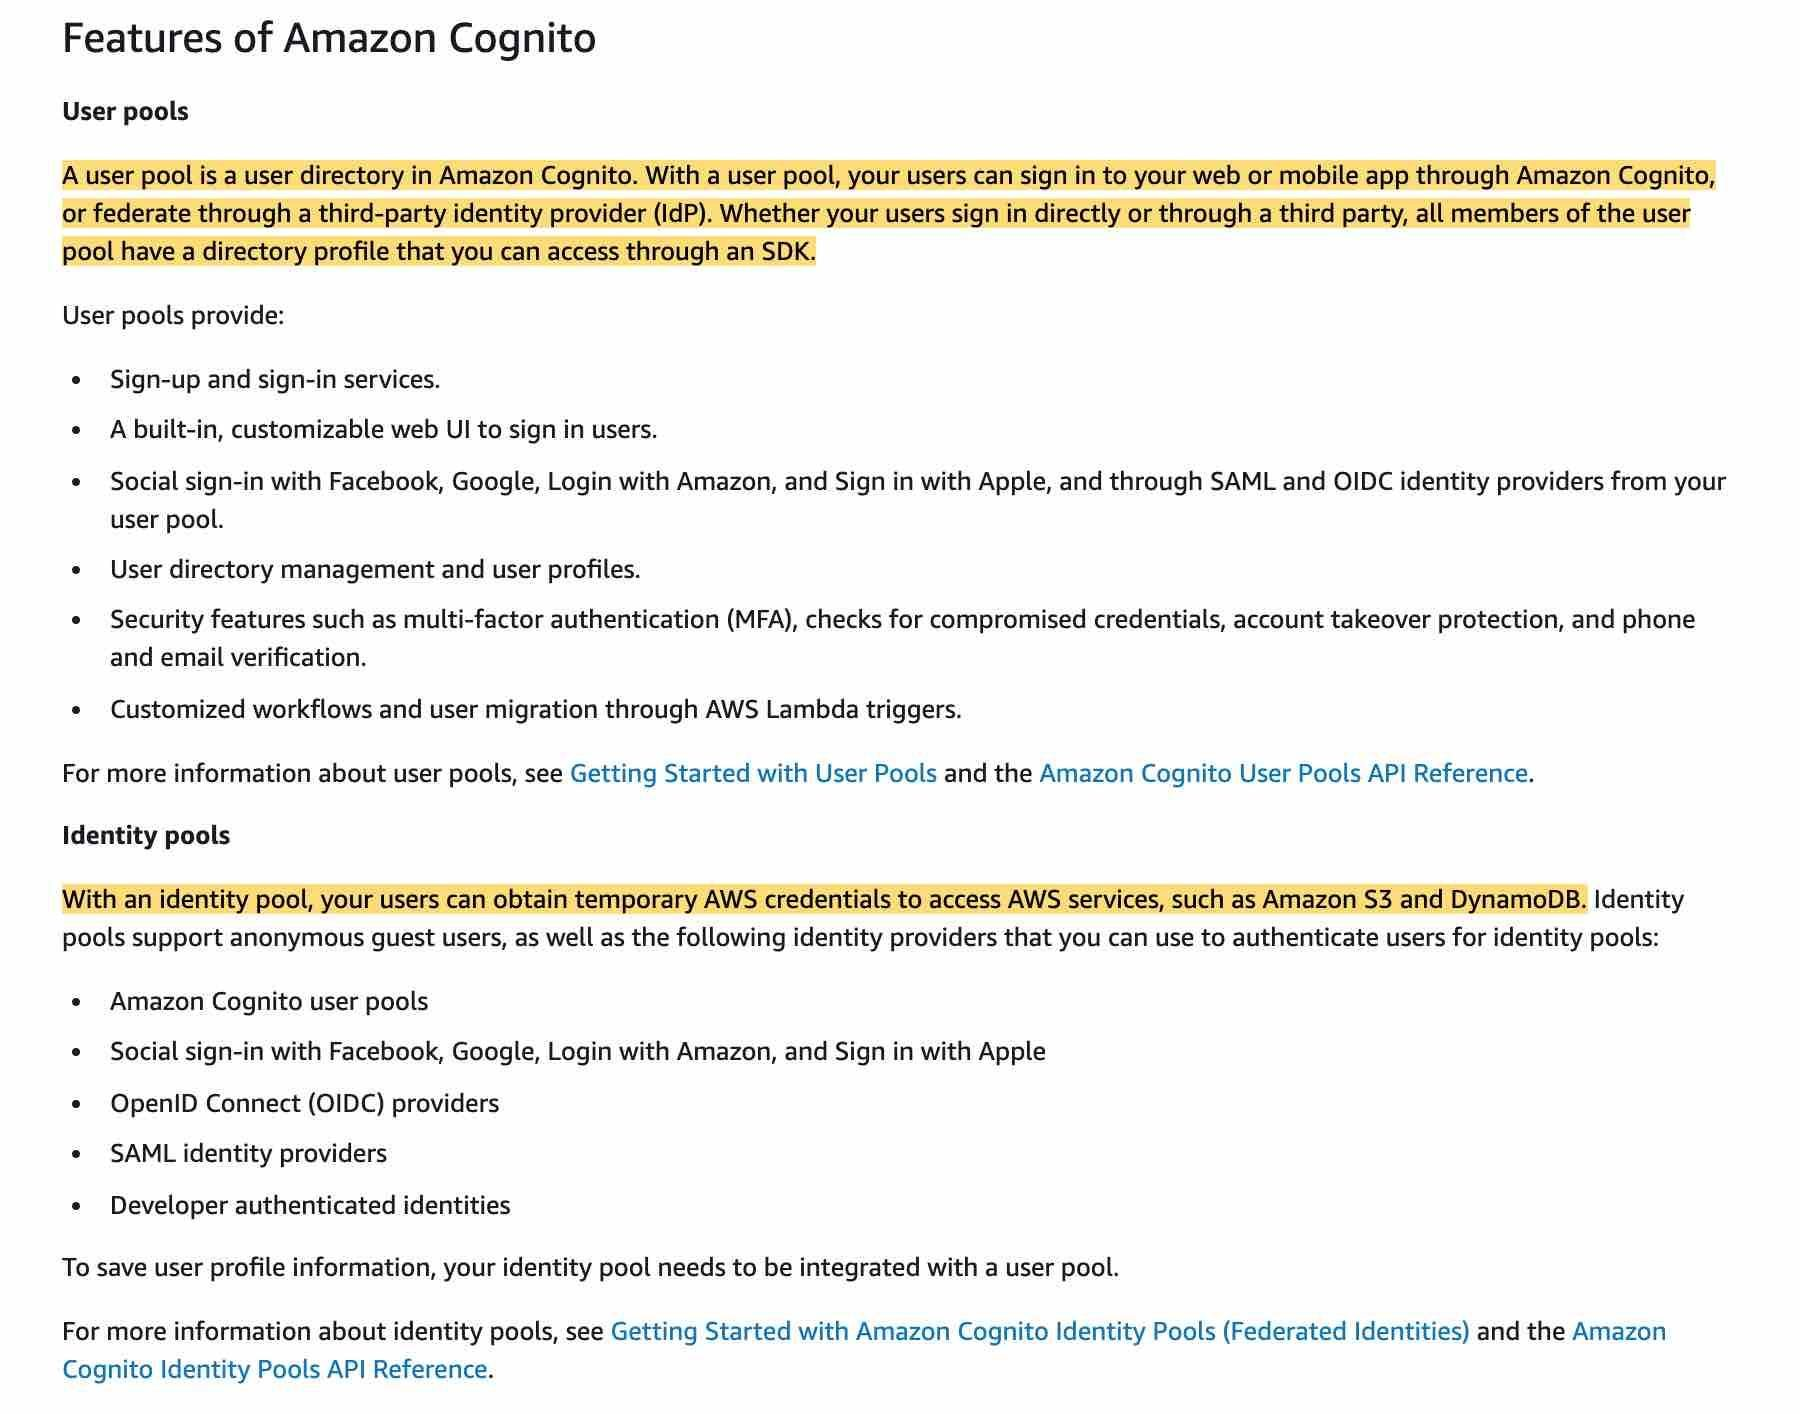 Features of Amazon Cognito
User pools
A user pool is a user directory in Amazon Cognito. With a user pool, your users can sign in to your web or mobile app through Amazon Cognito,
or federate through a third-party identity provider (IdP). Whether your users sign in directly or through a third party, all members of the user
pool have a directory profile that you can access through an SDK.
User pools provide:
• Sign-up and sign-in services.
• A built-in, customizable web UI to sign in users.
• Social sign-in with Facebook, Google, Login with Amazon, and Sign in with Apple, and through SAML and OIDC identity providers from your
user pool.
• User directory management and user profiles.
• Security features such as multi-factor authentication (MFA), checks for compromised credentials, account takeover protection, and phone
and email verification.
• Customized workflows and user migration through AWS Lambda triggers.
For more information about user pools, see Getting Started with User Pools and the Amazon Cognito User Pools API Reference.
Identity pools
With an identity pool, your users can obtain temporary AWS credentials to access AWS services, such as Amazon S3 and DynamoDB. Identity
pools support anonymous guest users, as well as the following identity providers that you can use to authenticate users for identity pools:
• Amazon Cognito user pools
• Social sign-in with Facebook, Google, Login with Amazon, and Sign in with Apple
• OpenID Connect (OIDC) providers
• SAML identity providers
• Developer authenticated identities
To save user profile information, your identity pool needs to be integrated with a user pool.
For more information about identity pools, see Getting Started with Amazon Cognito Identity Pools (Federated Identities) and the Amazon
Cognito Identity Pools API Reference.